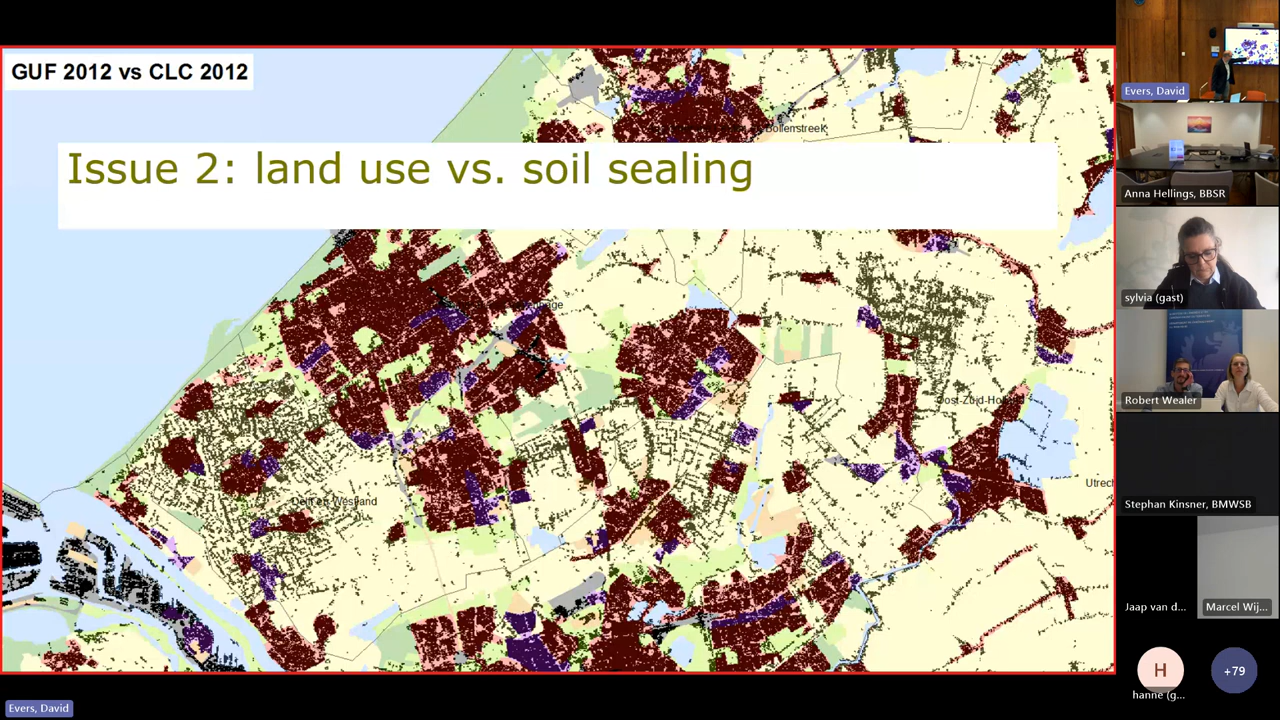 GUF 2012 vs CLC 2012
Issue 2: land use vs. soil sealing
Bollenstreek
Delft en Westland
Oost-Zuid-Holland
Utrech
Evers, David
Evers, David
Anna Hellings, BBSR
sylvia (gast)
Robert Wealer
Stephan Kinsner, BMWSB
Jaap van d...
Marcel Wij...
H
hanne (g...
+79